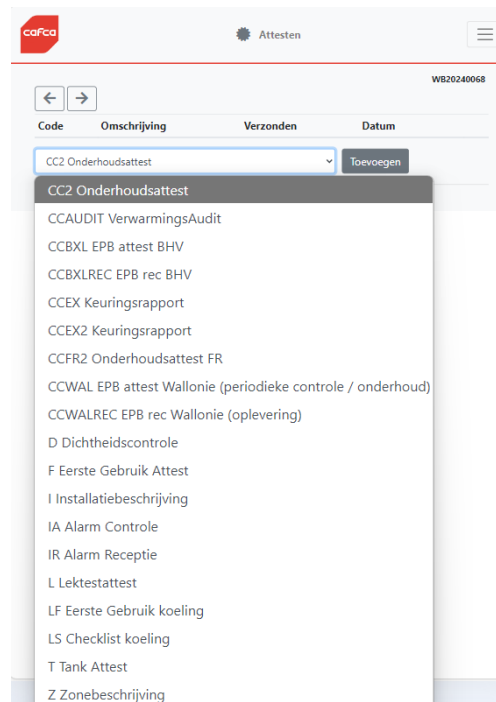 cafca
Attesten
WB20240068
Code Omschrijving Verzonden Datum
CC2 Onderhoudsattest Toevoegen
CC2 Onderhoudsattest
CCAUDIT VerwarmingsAudit
CCBXL EPB attest BHV
CCBXLREC EPB rec BHV
CCEX Keuringsrapport
CCEX2 Keuringsrapport
CCFR2 Onderhoudsattest FR
CCWAL EPB attest Wallonie (periodieke controle / onderhoud)
CCWALREC EPB rec Wallonie (oplevering)
D Dichtheidscontrole
F Eerste Gebruik Attest
I Installatiebeschrijving
IA Alarm Controle
IR Alarm Receptie
L Lektestattest
LF Eerste Gebruik koeling
LS Checklist koeling
T Tank Attest
Z Zonebeschrijving